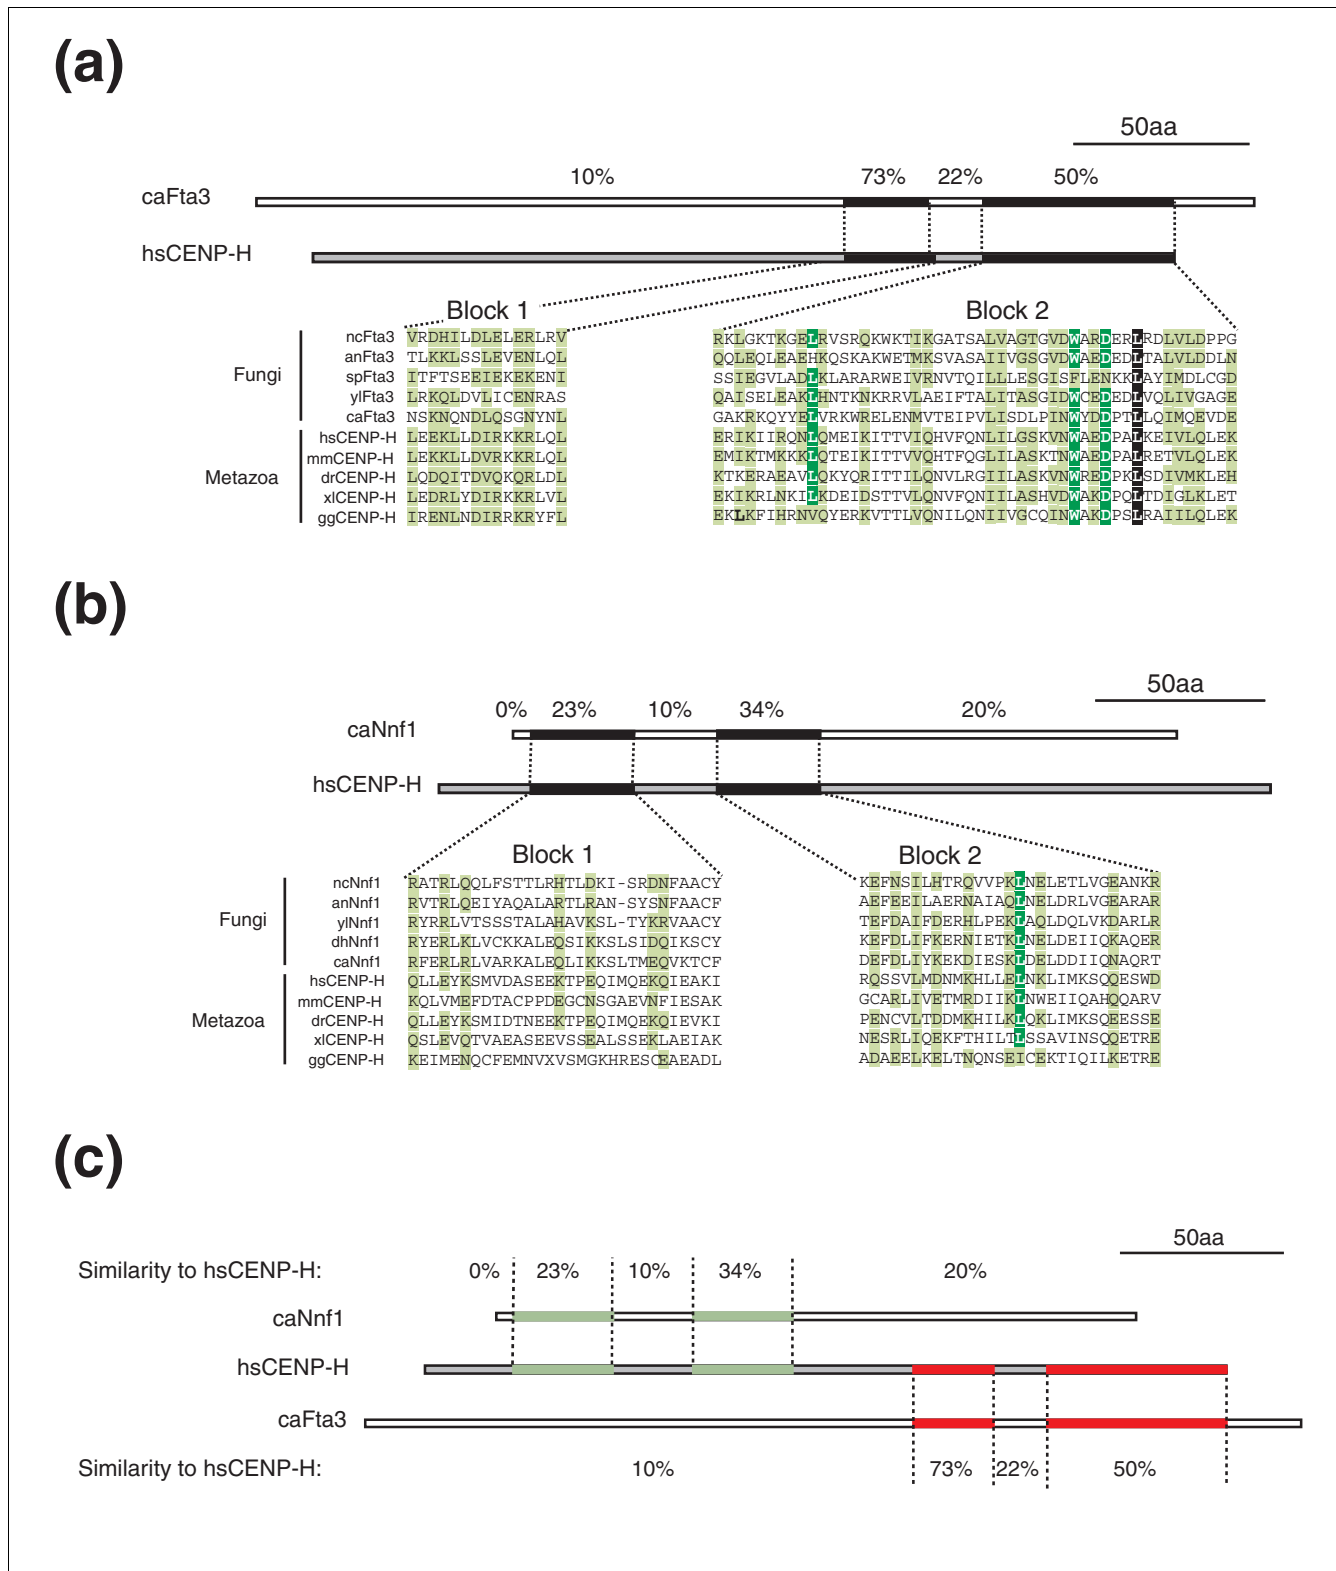 (a)
50aa
10% 73% 22% 50%
caFta3
hsCENP-H
Block 1 Block 2
Fungi
Metazoa
ncFta3 VRDHILDLELERLRV RKLGKTKGELRVSRQKWKTIKGATSALVAGTGVDWARDERLRDLVLDPPG
anFta3 TLKKLSSLEVENLQL QQLEQLEAEHKQSAKAWETMKSVASAIIVGSGVDWAEDEDLTALVLDDLN
spFta3 ITFTSEEIEKEKENI SSIEGVLADLKLARARWEIVRNVTQILLLESGISFLENKKLAYIMDLCGD
ylFta3 LRKQLDVLICENRAS QAISELEAKLHNTKNKRRVLAEIFTALITASGIDWCEDEDLVQLIVGAGE
caFta3 NSKNQNDLQSGNYNL GAKRKQYYELVRKWRELENMVTEIPVLISDLPINWYDDPTLLQIMQEVDE
hsCENP-H LEEKLLDIRKKRLQL ERIKIIRQNLQMEIKITTVIQHVFQNLILGSKVNWAEDPALKEIVLQLEK
mmCENP-H LEKKLLDVRKKRLQL EMIKTMKKKLQTEIKITTVVQHTFQGLILASKTNWAEDPALRETVLQLEK
drCENP-H LQDQITDVQKQRLDL KTKERAEAVLQKYQRITTILQNVLRGIILASKVNWREDPKLSDIVMKLEH
xlCENP-H LEDRLYDIRKKRLVL EKIKRLNKILKDEIDSTTVLQNVFQNIILASHVDWAKDPQLTDIGLKLET
ggCENP-H IRENLNDIRRKRYFL EKLKFIHRNVQYERKVTTLVQNILQNIIVGCQINWAKDPSLRAIILQLEK
(b)
50aa
0% 23% 10% 34% 20%
caNnf1
hsCENP-H
Block 1 Block 2
Fungi
Metazoa
ncNnf1 RATRLQQLFSTTLRHTLDKI-SRDNFAACY KEFNSILHTRQVVPKLNELETLVGEANKR
anNnf1 RVTRLQEIYAQALARTLRAN-SYSNFAACF AEFEEILAERNAIAQLNELDRLVGEARAR
ylNnf1 RYRRLVTSSSTALAHAVKSL-TYKRVAACY TEFDAIFDERHLPEKLAQLDQLVKDARLR
dhNnf1 RYERLKLVCKKALEQSIKKSLSIDQIKSCY KEFDLIFKERNIETKLNELDEIIQKAQER
caNnf1 RFERLRLVARKALEQLIKKSLTMEQVKTCF DEFDLIYKEKDIESKLDELDDIIQNAQRT
hsCENP-H QLLEYKSMVDASEEKTPEQIMQEKQIEAKI RQSSVLMDNMKHLLELNKLIMKSQQESWD
mmCENP-H KQLVMEFDTACPPDEGCNSGAEVNFIESAK GCARLIVETMRDIIKLNWEIIQAHQQARV
drCENP-H QLLEYKSMIDTNEEKTPEQIMQEKQIEVKI PENCVLTDDMKHILKLQKLIMKSQEESSE
xlCENP-H QSLEVQTVAEASEEVSSEALSSEKLAEIAK NESRLIQEKFTHILTLSSAVINSQQETRE
ggCENP-H KEIMENQCFEMNVXVSMGKHRESCEAEADL ADAEELKELTNQNSEICEKTIQILKETRE
(c)
50aa
Similarity to hsCENP-H: 0% 23% 10% 34% 20%
caNnf1
hsCENP-H
caFta3
Similarity to hsCENP-H: 10% 73% 22% 50%